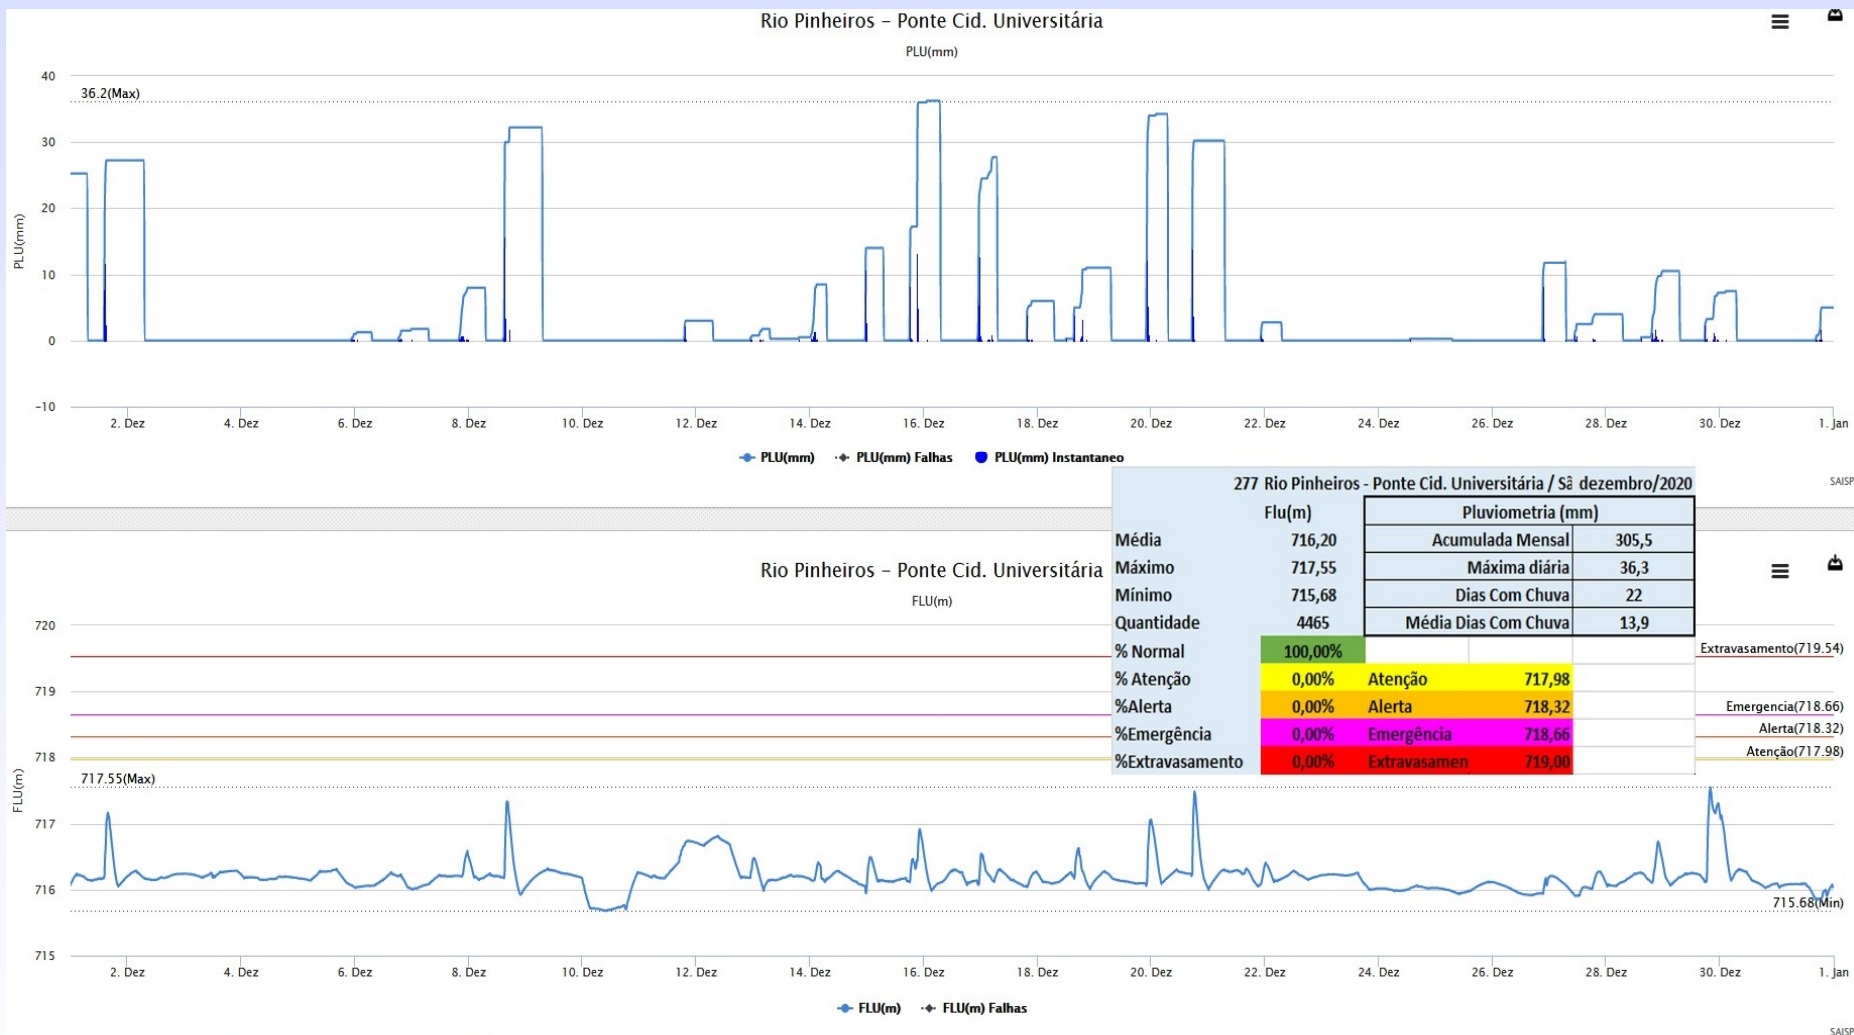 Rio Pinheiros - Ponte Cid. Universitária
PLU(mm)
40
36.2(Max)
30
20
10
0
-10
PLU(mm)
2. Dez 4. Dez 6. Dez 8. Dez 10. Dez 12. Dez 14. Dez 16. Dez 18. Dez 20. Dez 22. Dez 24. Dez 26. Dez 28. Dez 30. Dez 1. Jan
PLU(mm) PLU(mm) Falhas PLU(mm) Instantaneo
SAISP
277 Rio Pinheiros - Ponte Cid. Universitária / Sã dezembro/2020
Flu(m) Pluviometria (mm)
Média 716,20 Acumulada Mensal 305,5
Máximo 717,55 Máxima diária 36,3
Mínimo 715,68 Dias Com Chuva 22
Quantidade 4465 Média Dias Com Chuva 13,9
% Normal 100,00%
% Atenção 0,00% Atenção 717,98
%Alerta 0,00% Alerta 718,32
%Emergência 0,00% Emergência 718,66
%Extravasamento 0,00% Extravasamen 719,00
Rio Pinheiros - Ponte Cid. Universitária
FLU(m)
720
Extravasamento(719.54)
719
Emergencia(718.66)
Alerta(718.32)
Atenção(717.98)
718
717.55(Max)
717
716
715.68(Min)
715
FLU(m)
2. Dez 4. Dez 6. Dez 8. Dez 10. Dez 12. Dez 14. Dez 16. Dez 18. Dez 20. Dez 22. Dez 24. Dez 26. Dez 28. Dez 30. Dez 1. Jan
FLU(m) FLU(m) Falhas
SAISP